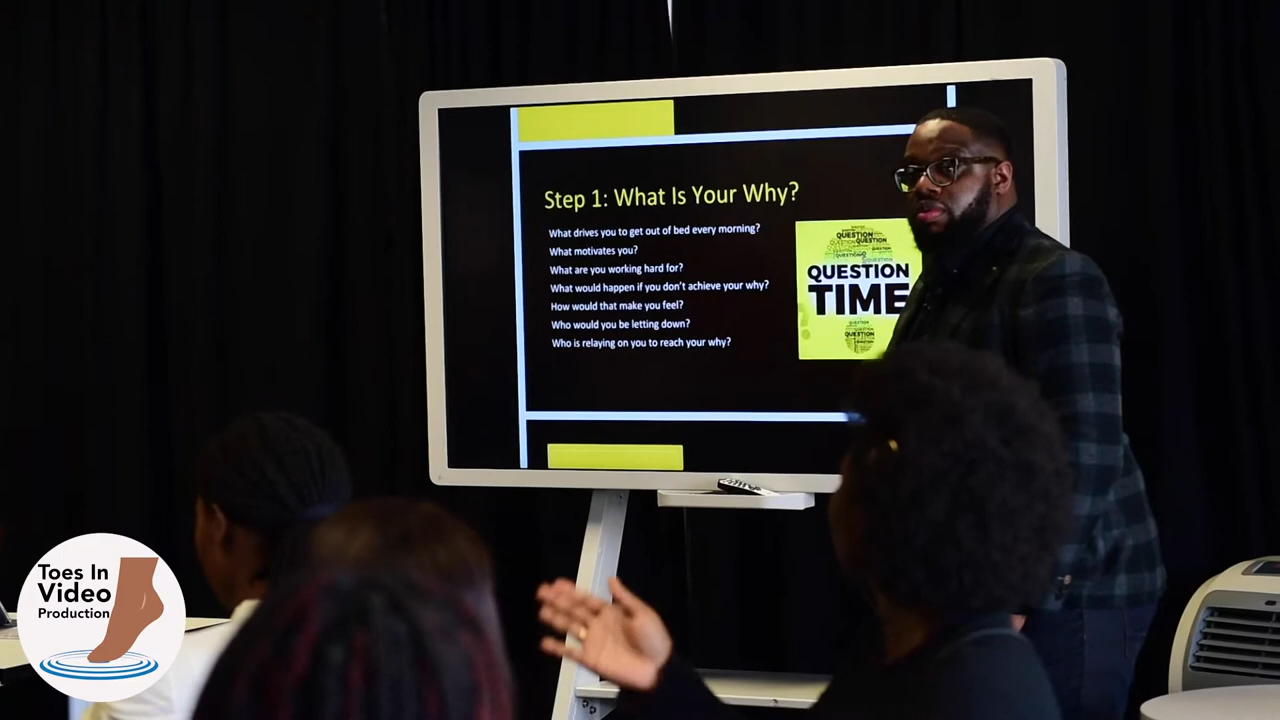 Step 1: What Is Your Why?
What drives you to get out of bed every morning?
What motivates you?
What are you working hard for?
What would happen if you don't achieve your why?
How would that make you feel?
Who would you be letting down?
Who is relaying on you to reach your why?
QUESTION
QUESTION
QUESTION
TIME
QUESTION
Toes In
Video
Production